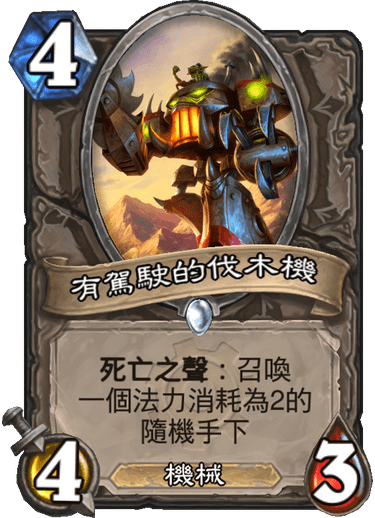 4
有駕駛的伐木機
死亡之聲：召喚
一個法力消耗為2的
隨機手下
4
機械
3